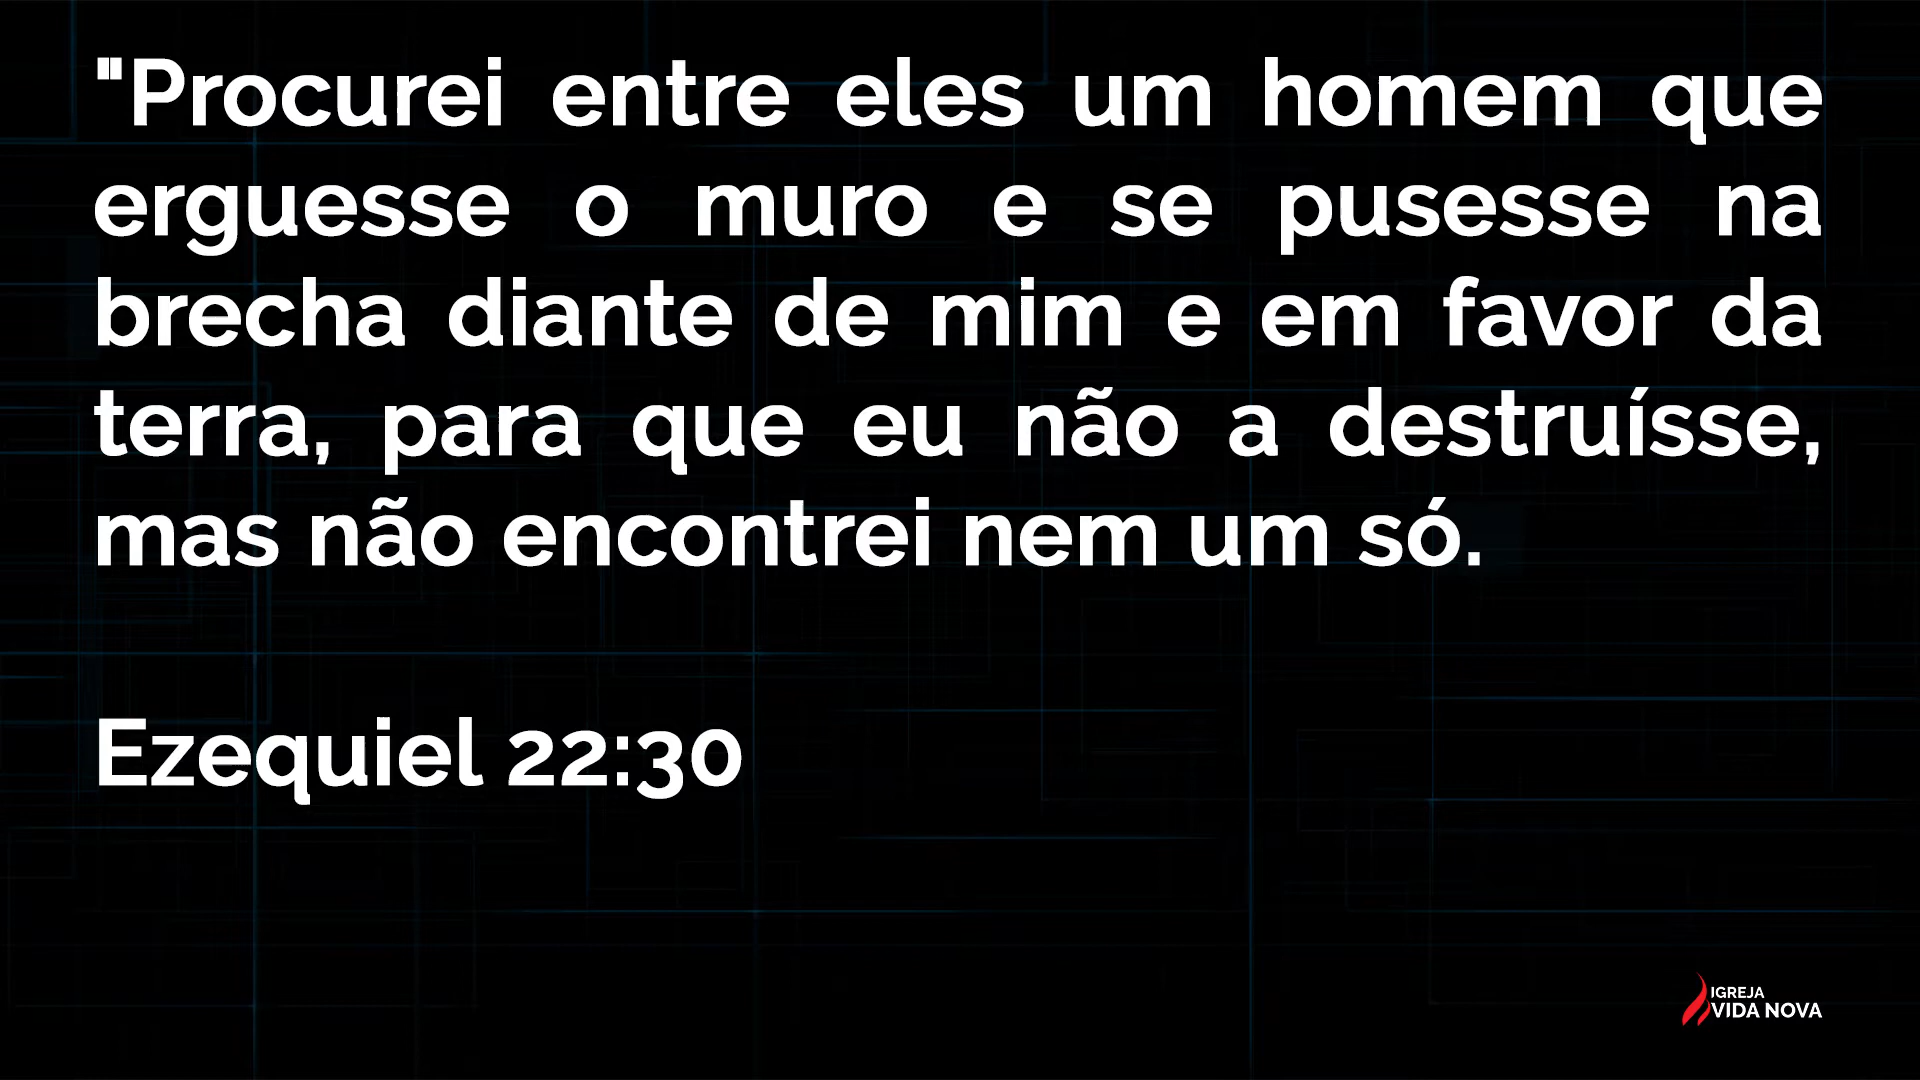 "Procurei entre eles um homem que
erguesse o muro e se pusesse na
brecha diante de mim e em favor da
terra, para que eu não a destruísse,
mas não encontrei nem um só.
Ezequiel 22:30
IGREJA
VIDA NOVA